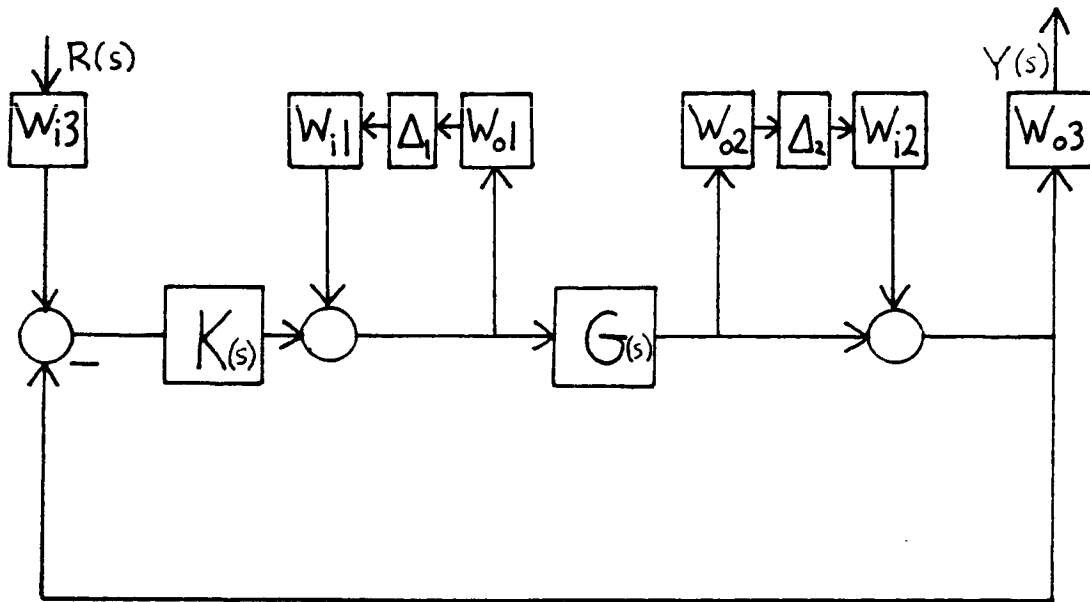 R(s)
Y(s)
Wi3
Wi1
Δ1
Wo1
Wo2
Δ2
Wi2
Wo3
K(s)
G(s)
−